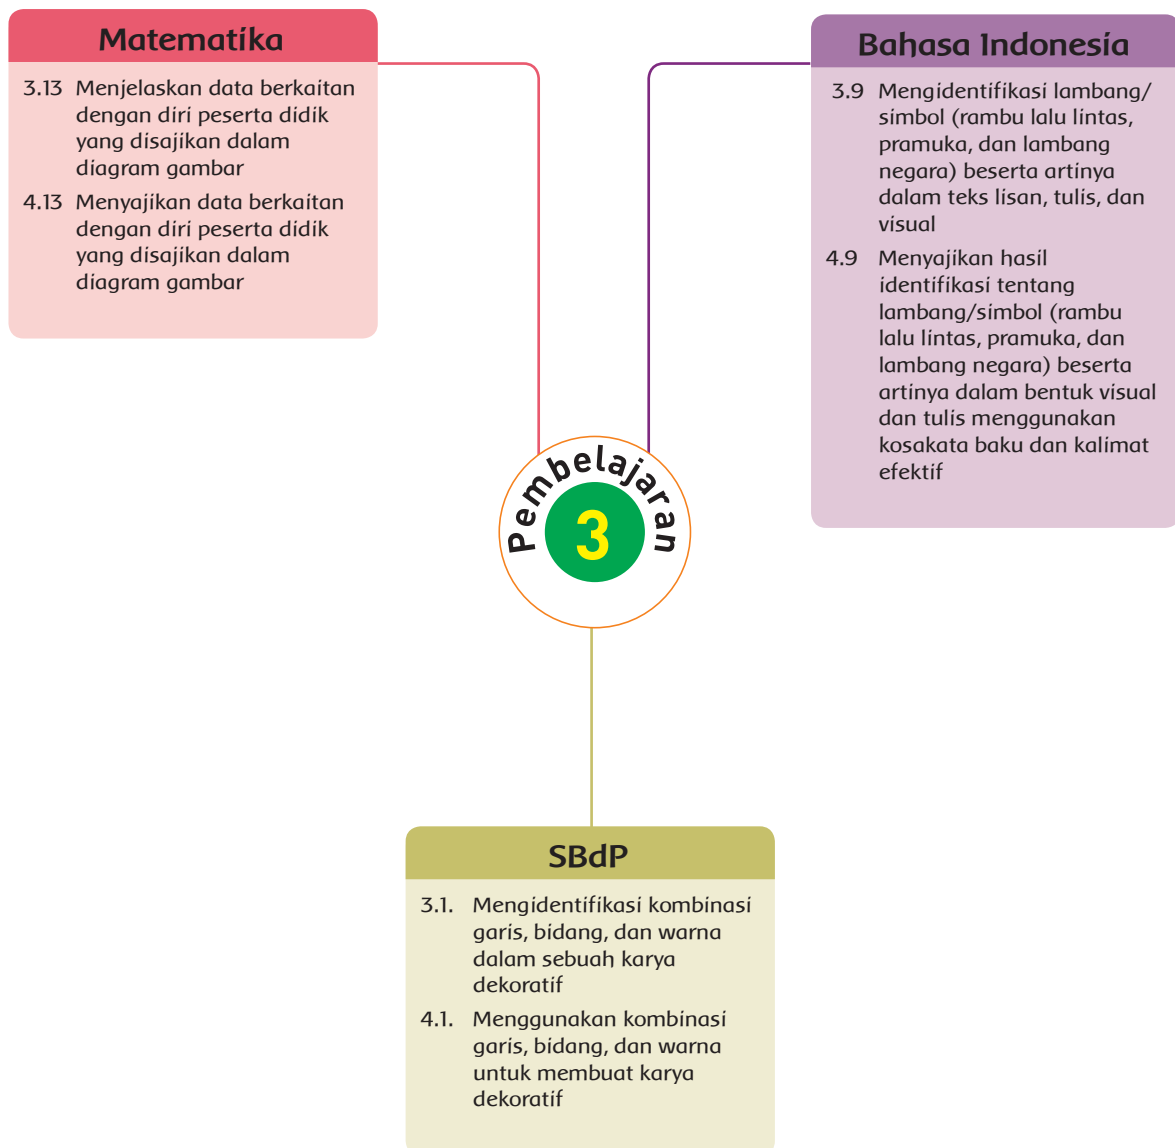 Matematika
3.13 Menjelaskan data berkaitan
dengan diri peserta didik
yang disajikan dalam
diagram gambar
4.13 Menyajikan data berkaitan
dengan diri peserta didik
yang disajikan dalam
diagram gambar
Bahasa Indonesia
3.9 Mengidentifikasi lambang/
simbol (rambu lalu lintas,
pramuka, dan lambang
negara) beserta artinya
dalam teks lisan, tulis, dan
visual
4.9 Menyajikan hasil
identifikasi tentang
lambang/simbol (rambu
lalu lintas, pramuka, dan
lambang negara) beserta
artinya dalam bentuk visual
dan tulis menggunakan
kosakata baku dan kalimat
efektif
Pembelajaran
3
SBdP
3.1. Mengidentifikasi kombinasi
garis, bidang, dan warna
dalam sebuah karya
dekoratif
4.1. Menggunakan kombinasi
garis, bidang, dan warna
untuk membuat karya
dekoratif